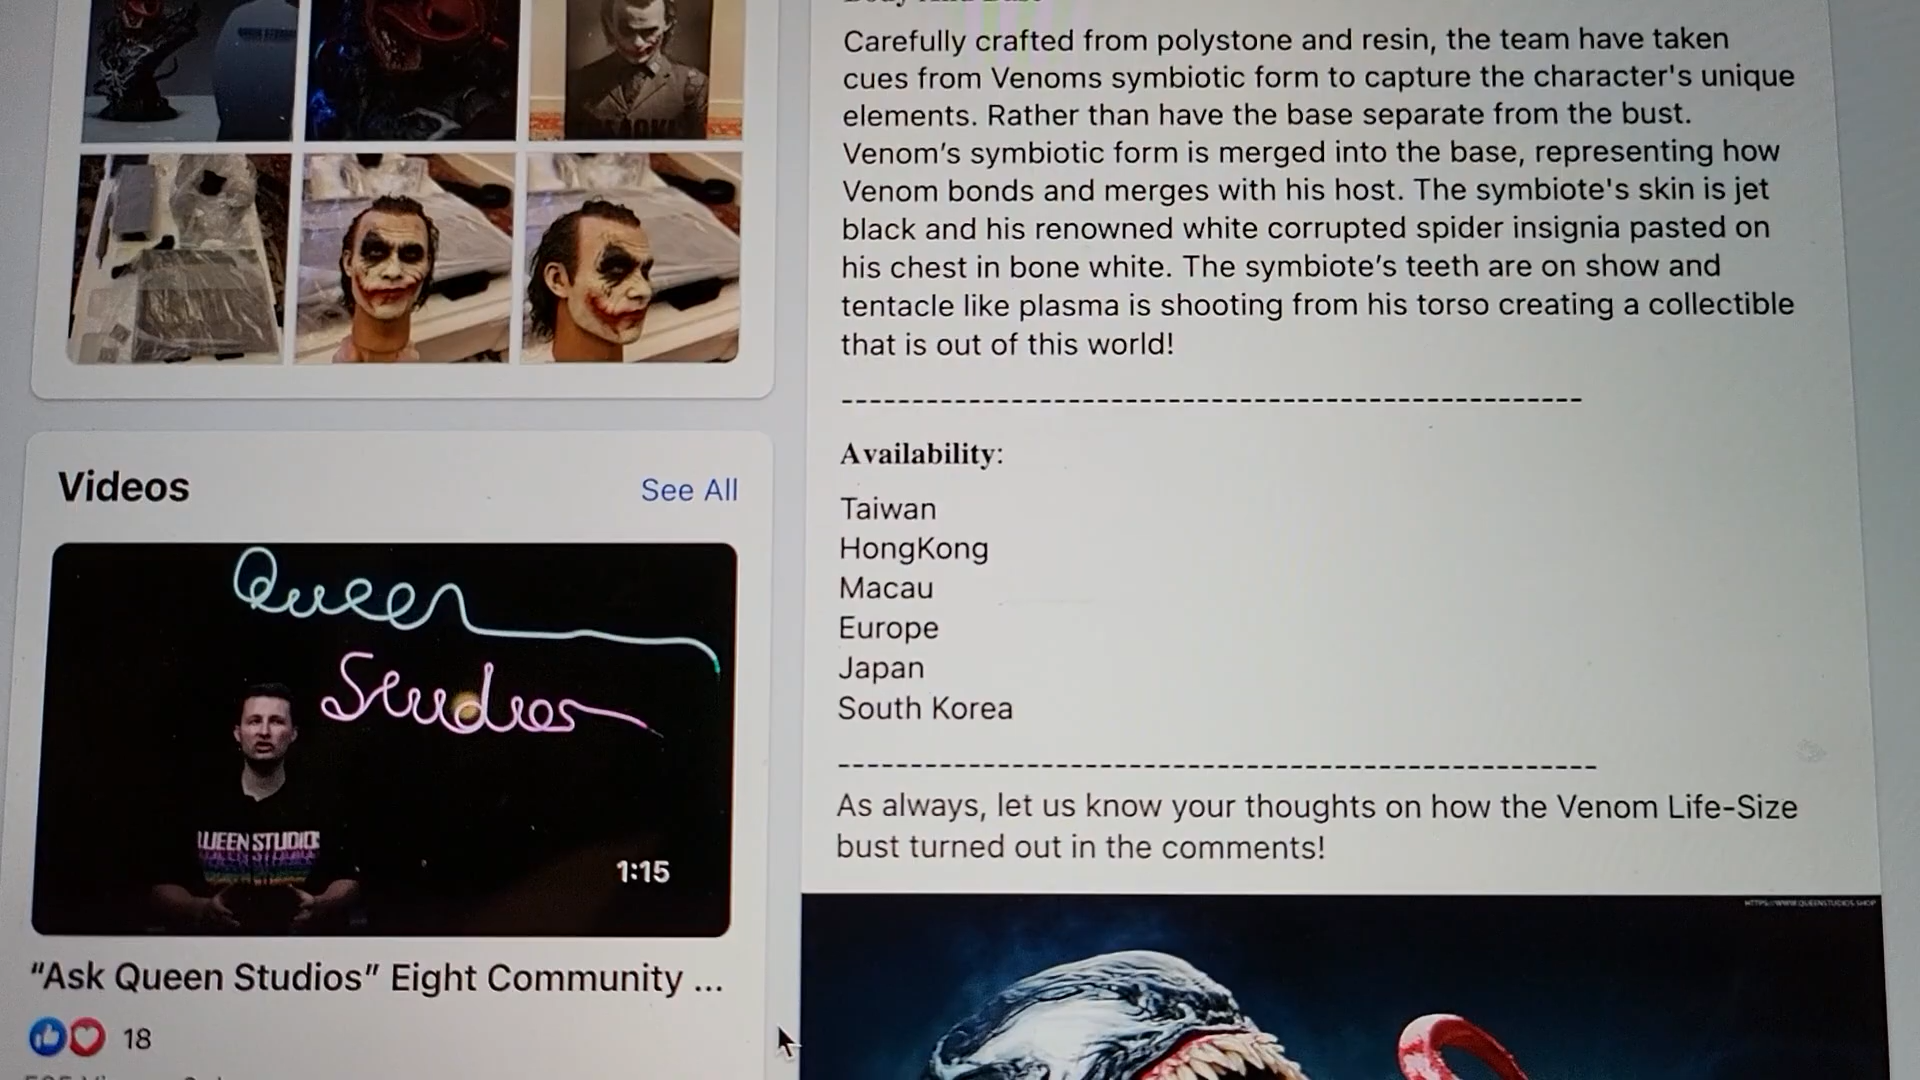 Carefully crafted from polystone and resin, the team have taken
cues from Venoms symbiotic form to capture the character's unique
elements. Rather than have the base separate from the bust.
Venom’s symbiotic form is merged into the base, representing how
Venom bonds and merges with his host. The symbiote's skin is jet
black and his renowned white corrupted spider insignia pasted on
his chest in bone white. The symbiote’s teeth are on show and
tentacle like plasma is shooting from his torso creating a collectible
that is out of this world!
----------------------------------------------------
Availability:
Taiwan
HongKong
Macau
Europe
Japan
South Korea
-----------------------------------------------------
As always, let us know your thoughts on how the Venom Life-Size
bust turned out in the comments!
HTTPS://WWW.QUEENSTUDIOS.SHOP
Videos
See All
Queen
Studios
UEEN STUDIO
1:15
“Ask Queen Studios” Eight Community ...
18